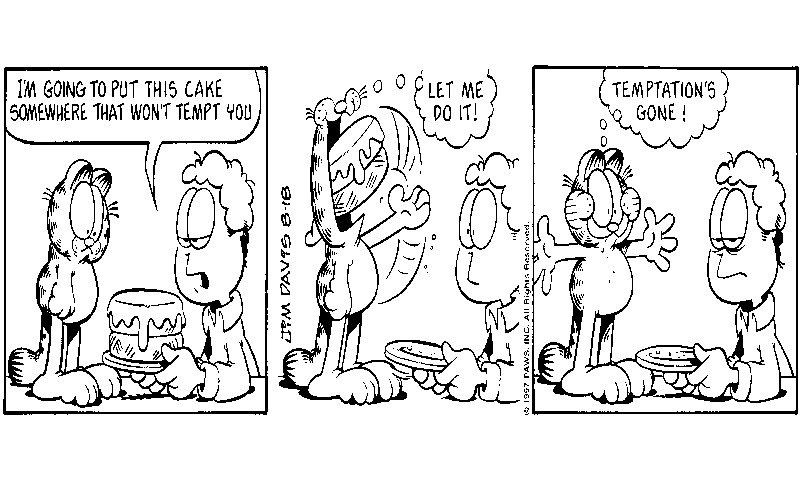 I'M GOING TO PUT THIS CAKE
SOMEWHERE THAT WON'T TEMPT YOU
JIM DAVIS 8-18
LET ME
DO IT!
© 1997 PAWS, INC. All Rights Reserved.
TEMPTATION'S
GONE!